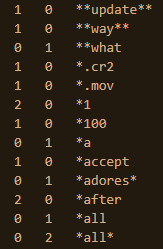 1 0 **update**
1 0 **way**
0 1 **what
1 0 *.cr2
1 0 *.mov
2 0 *1
1 0 *100
0 1 *a
1 0 *accept
0 1 *adores*
2 0 *after
0 1 *all
0 2 *all*